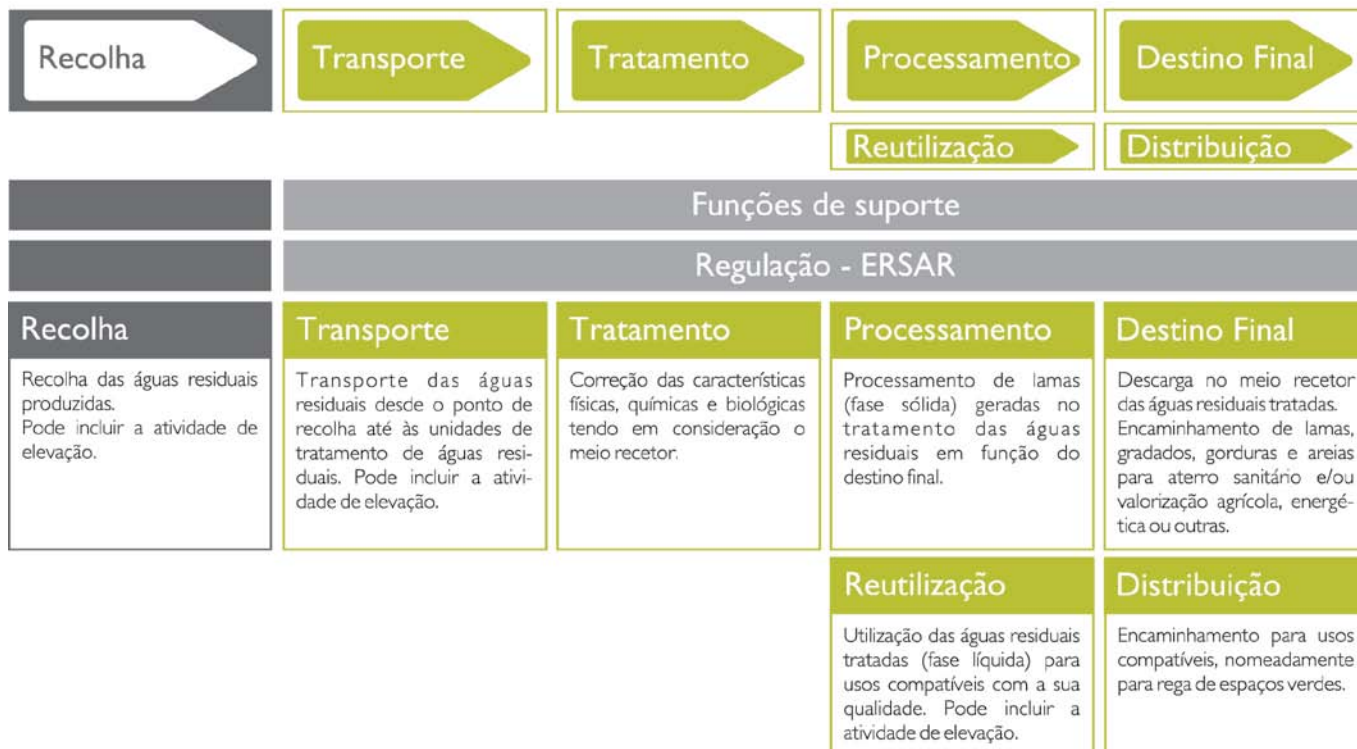 Recolha
Transporte
Tratamento
Processamento
Destino Final
Reutilização
Distribuição
Funções de suporte
Regulação - ERSAR
Recolha
Recolha das águas residuais
produzidas.
Pode incluir a atividade de
elevação.
Transporte
Transporte das águas
residuais desde o ponto de
recolha até às unidades de
tratamento de águas resi-
duais. Pode incluir a ativi-
dade de elevação.
Tratamento
Correção das características
físicas, químicas e biológicas
tendo em consideração o
meio recetor.
Processamento
Processamento de lamas
(fase sólida) geradas no
tratamento das águas
residuais em função do
destino final.
Destino Final
Descarga no meio recetor
das águas residuais tratadas.
Encaminhamento de lamas,
gradados, gorduras e areias
para aterro sanitário e/ou
valorização agrícola, energé-
tica ou outras.
Reutilização
Utilização das águas residuais
tratadas (fase líquida) para
usos compatíveis com a sua
qualidade. Pode incluir a
atividade de elevação.
Distribuição
Encaminhamento para usos
compatíveis, nomeadamente
para rega de espaços verdes.